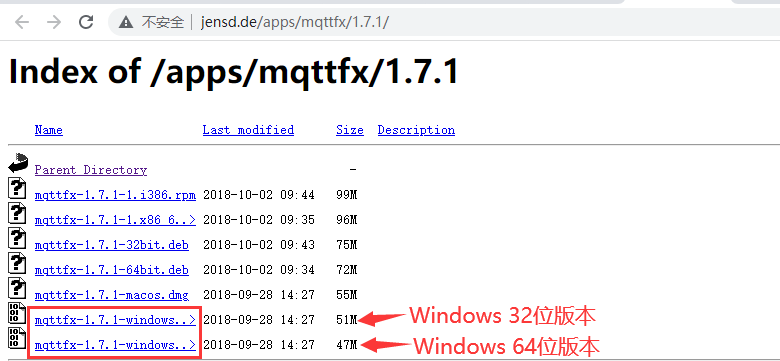 不安全 | jensd.de/apps/mqttfx/1.7.1/
Index of /apps/mqttfx/1.7.1
Name Last modified Size Description
Parent Directory -
mqttfx-1.7.1-1.i386.rpm 2018-10-02 09:44 99M
mqttfx-1.7.1-1.x86_6..> 2018-10-02 09:35 96M
mqttfx-1.7.1-32bit.deb 2018-10-02 09:43 75M
mqttfx-1.7.1-64bit.deb 2018-10-02 09:34 72M
mqttfx-1.7.1-macos.dmg 2018-09-28 14:27 55M
mqttfx-1.7.1-windows..> 2018-09-28 14:27 51M Windows 32位版本
mqttfx-1.7.1-windows..> 2018-09-28 14:27 47M Windows 64位版本